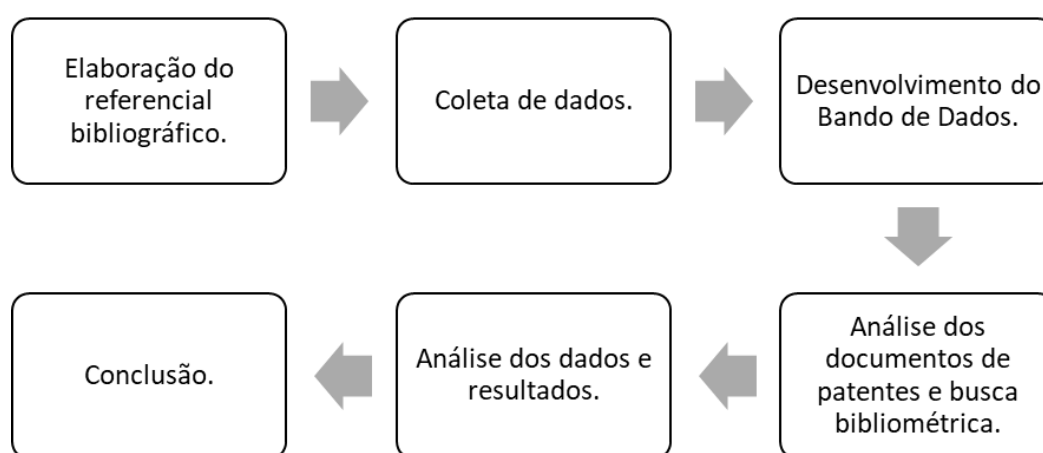 Elaboração do
referencial
bibliográfico.
Coleta de dados.
Desenvolvimento do
Bando de Dados.
Análise dos
documentos de
patentes e busca
bibliométrica.
Análise dos dados e
resultados.
Conclusão.